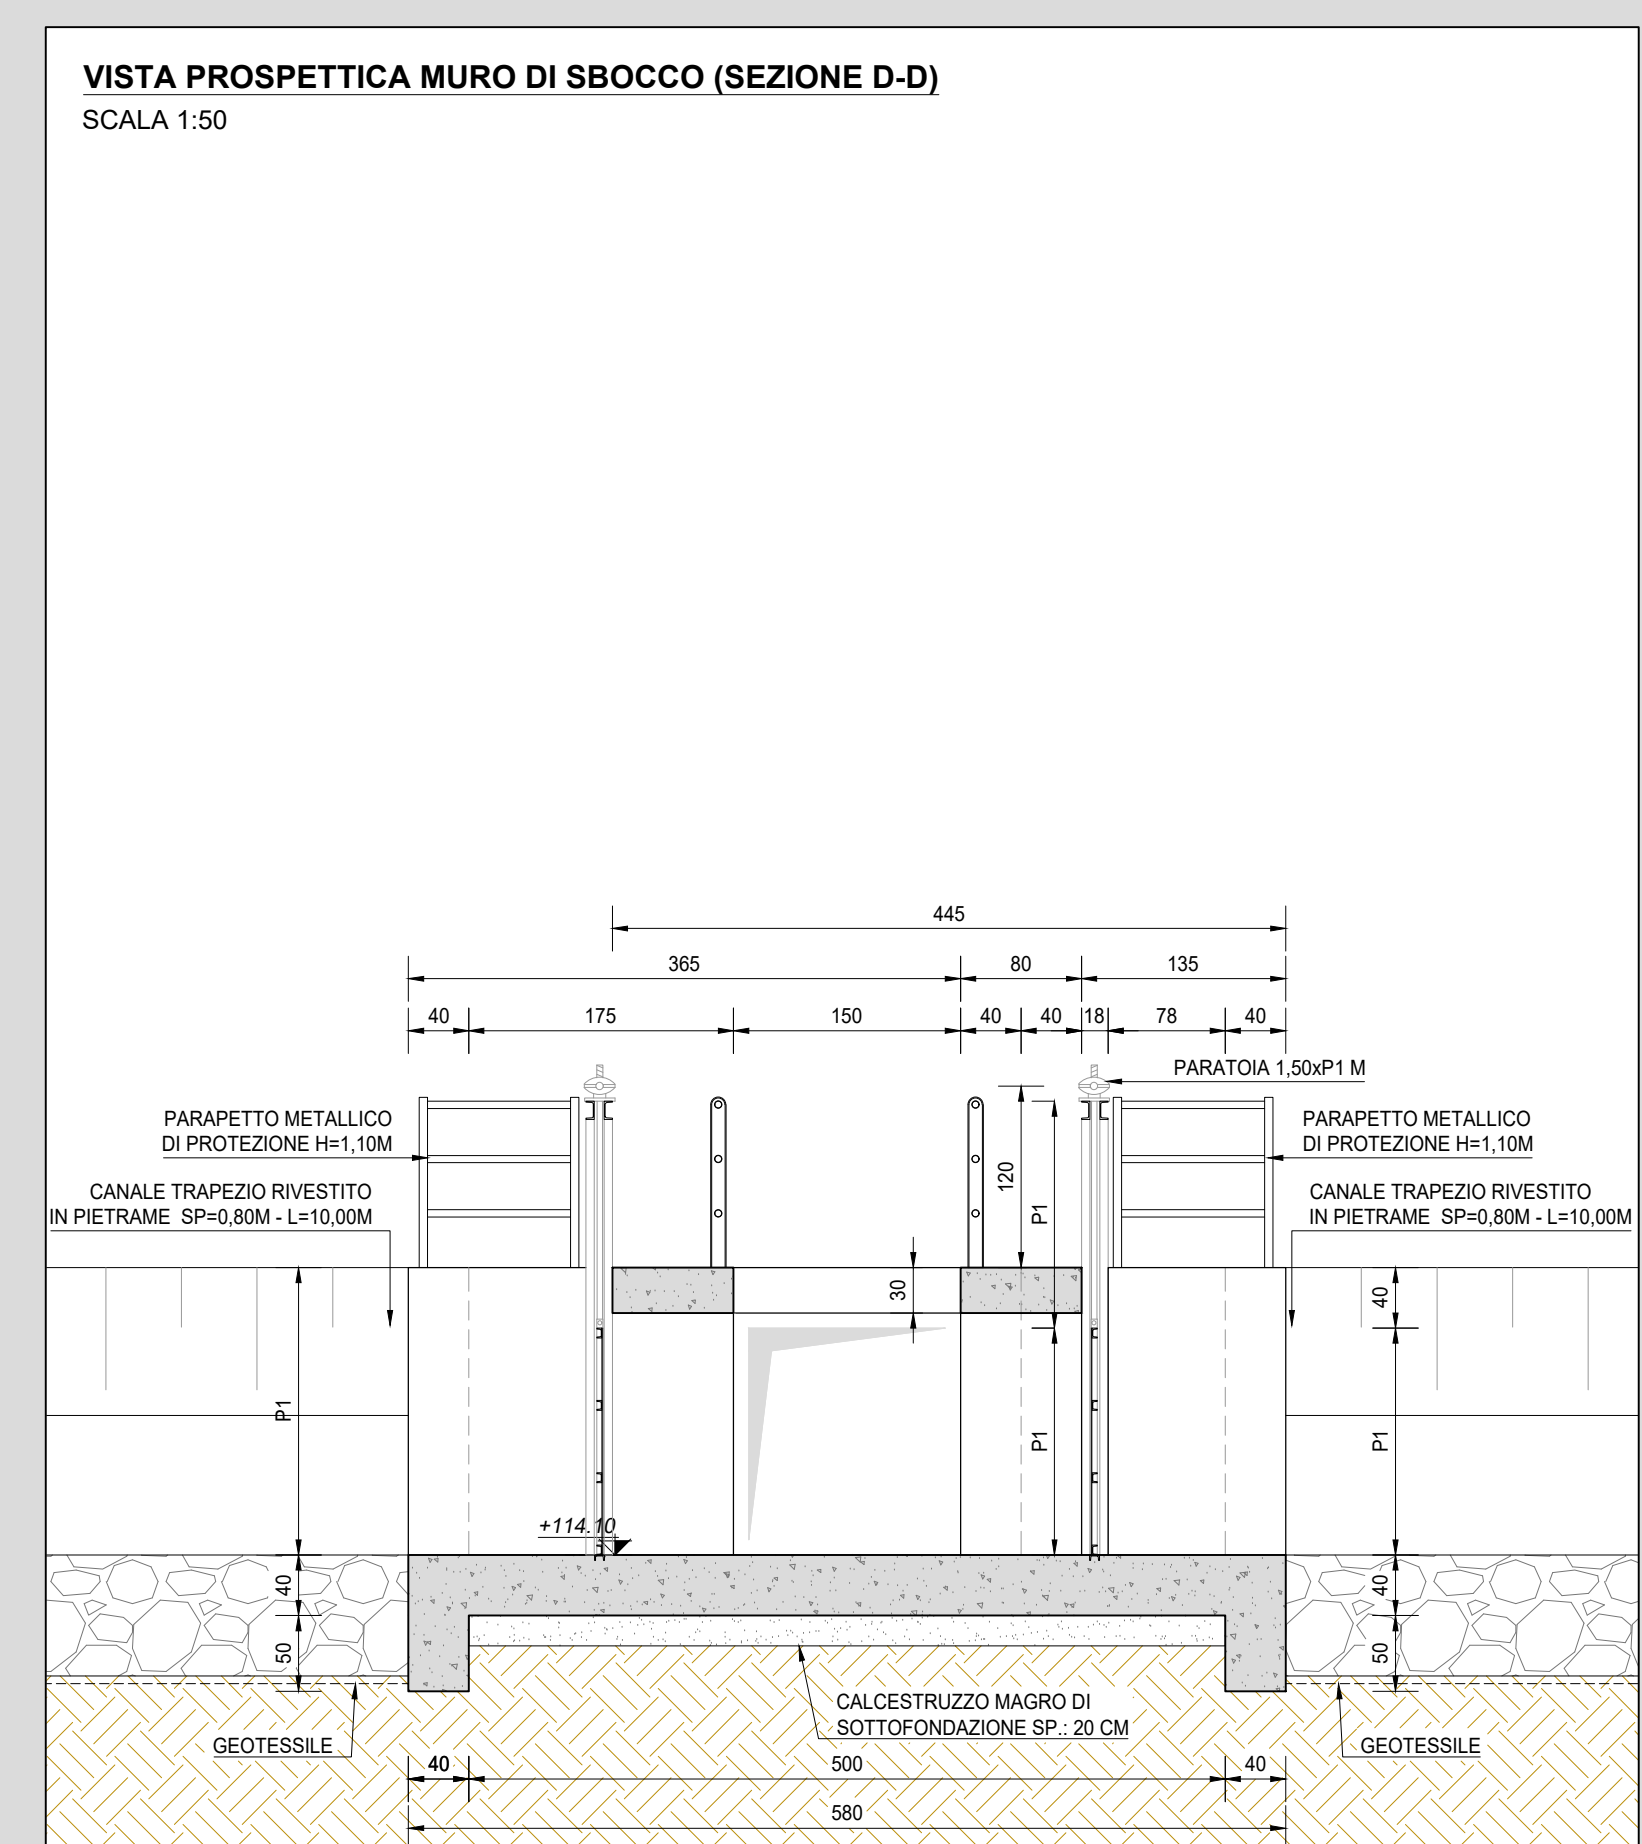 VISTA PROSPETTICA MURO DI SBOCCO (SEZIONE D-D)
SCALA 1:50
445
365
80
135
40
175
150
40
40
18
78
40
PARATOIA 1,50xP1 M
PARAPETTO METALLICO
DI PROTEZIONE H=1,10M
PARAPETTO METALLICO
DI PROTEZIONE H=1,10M
120
P1
CANALE TRAPEZIO RIVESTITO
IN PIETRAME SP=0,80M - L=10,00M
CANALE TRAPEZIO RIVESTITO
IN PIETRAME SP=0,80M - L=10,00M
30
40
P1
P1
P1
+114.10
40
40
50
50
CALCESTRUZZO MAGRO DI
SOTTOFONDAZIONE SP.: 20 CM
GEOTESSILE
GEOTESSILE
40
500
40
580